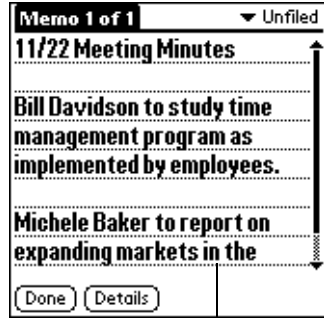 Memo 1 of 1 Unfiled
11/22 Meeting Minutes
Bill Davidson to study time
management program as
implemented by employees.
Michele Baker to report on
expanding markets in the
Done Details